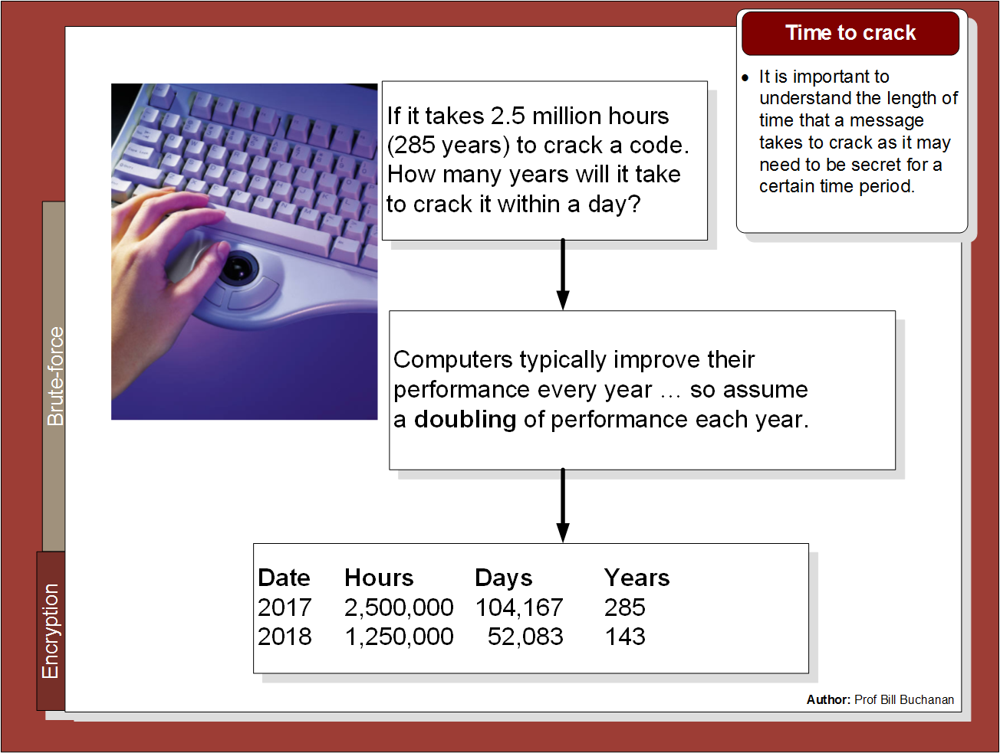 Time to crack
• It is important to
understand the length of
time that a message
takes to crack as it may
need to be secret for a
certain time period.
If it takes 2.5 million hours
(285 years) to crack a code.
How many years will it take
to crack it within a day?
Computers typically improve their
performance every year … so assume
a doubling of performance each year.
Date Hours Days Years
2017 2,500,000 104,167 285
2018 1,250,000 52,083 143
Brute-force
Encryption
Author: Prof Bill Buchanan